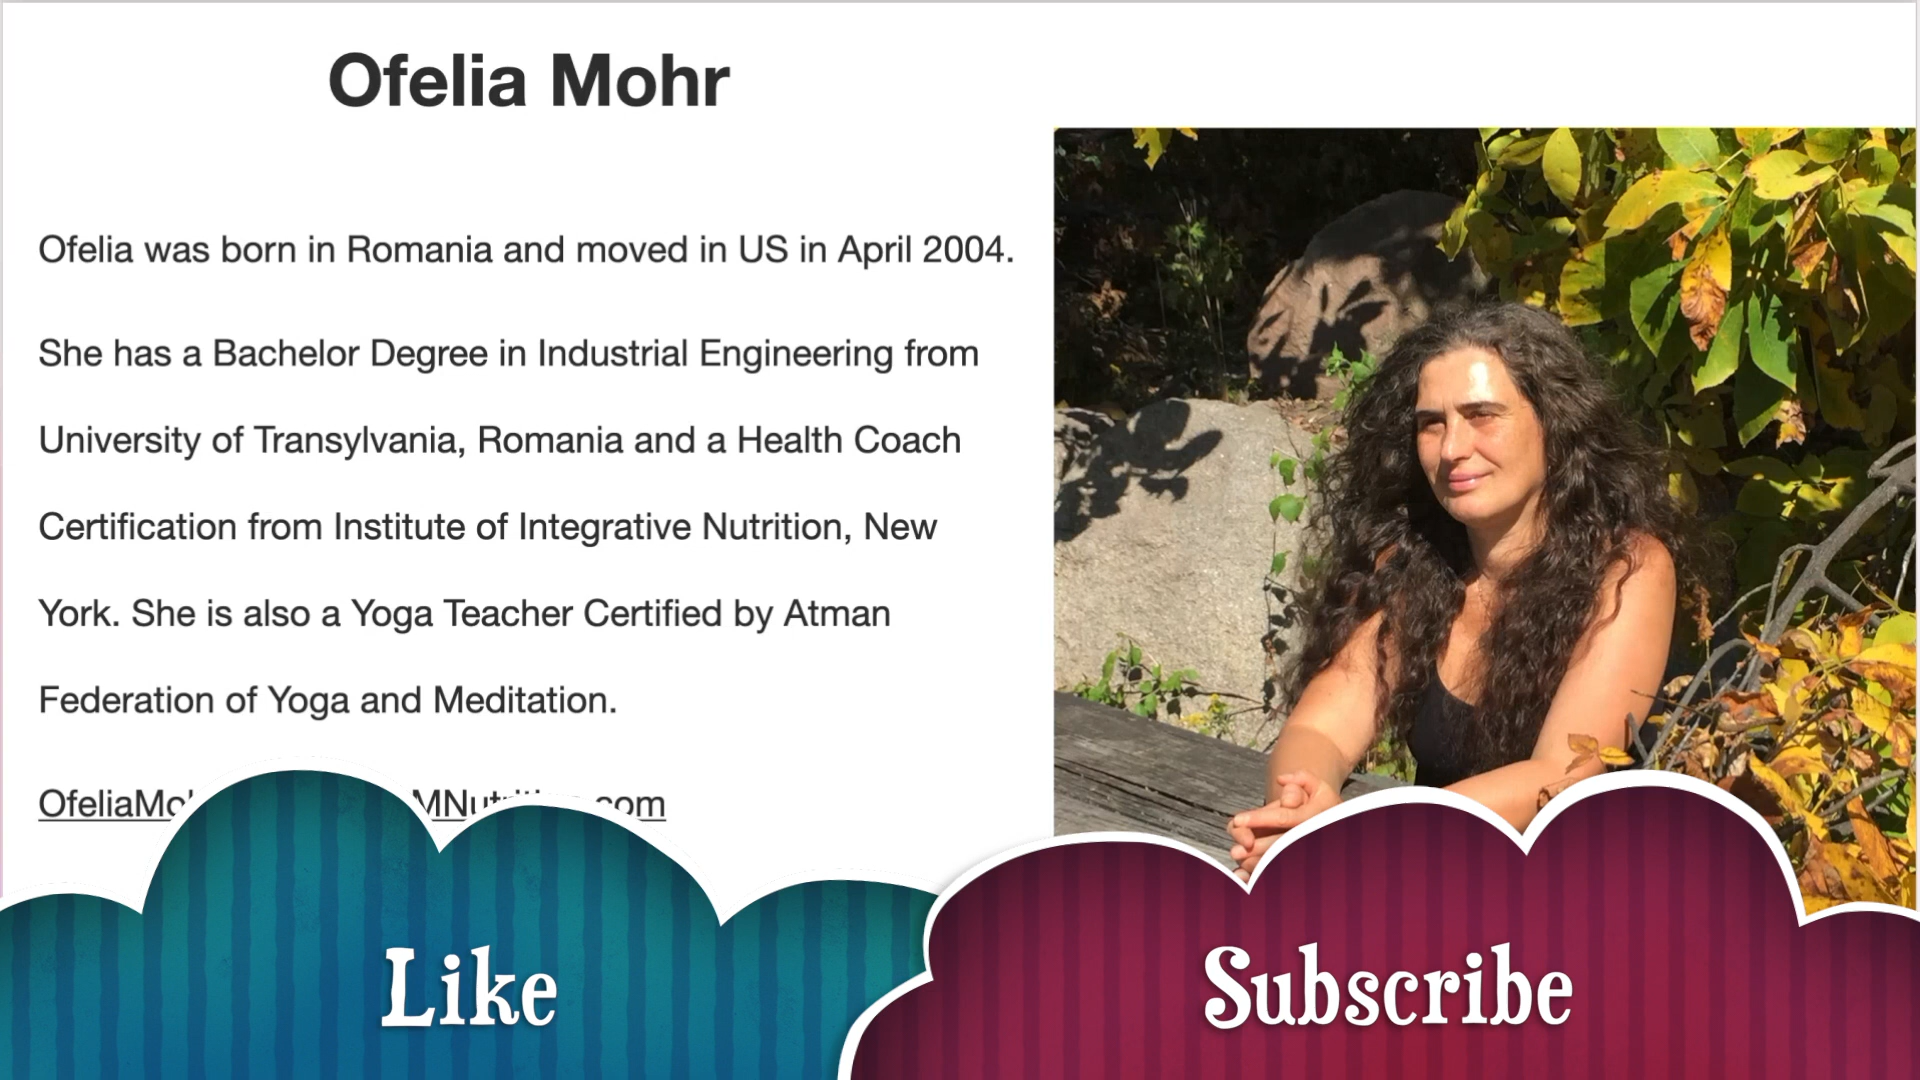 Ofelia Mohr
Ofelia was born in Romania and moved in US in April 2004.
She has a Bachelor Degree in Industrial Engineering from
University of Transylvania, Romania and a Health Coach
Certification from Institute of Integrative Nutrition, New
York. She is also a Yoga Teacher Certified by Atman
Federation of Yoga and Meditation.
Like
Subscribe